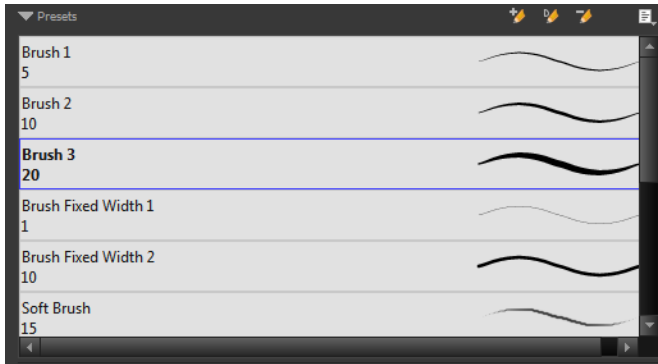 Presets
Brush 1
5
Brush 2
10
Brush 3
20
Brush Fixed Width 1
1
Brush Fixed Width 2
10
Soft Brush
15